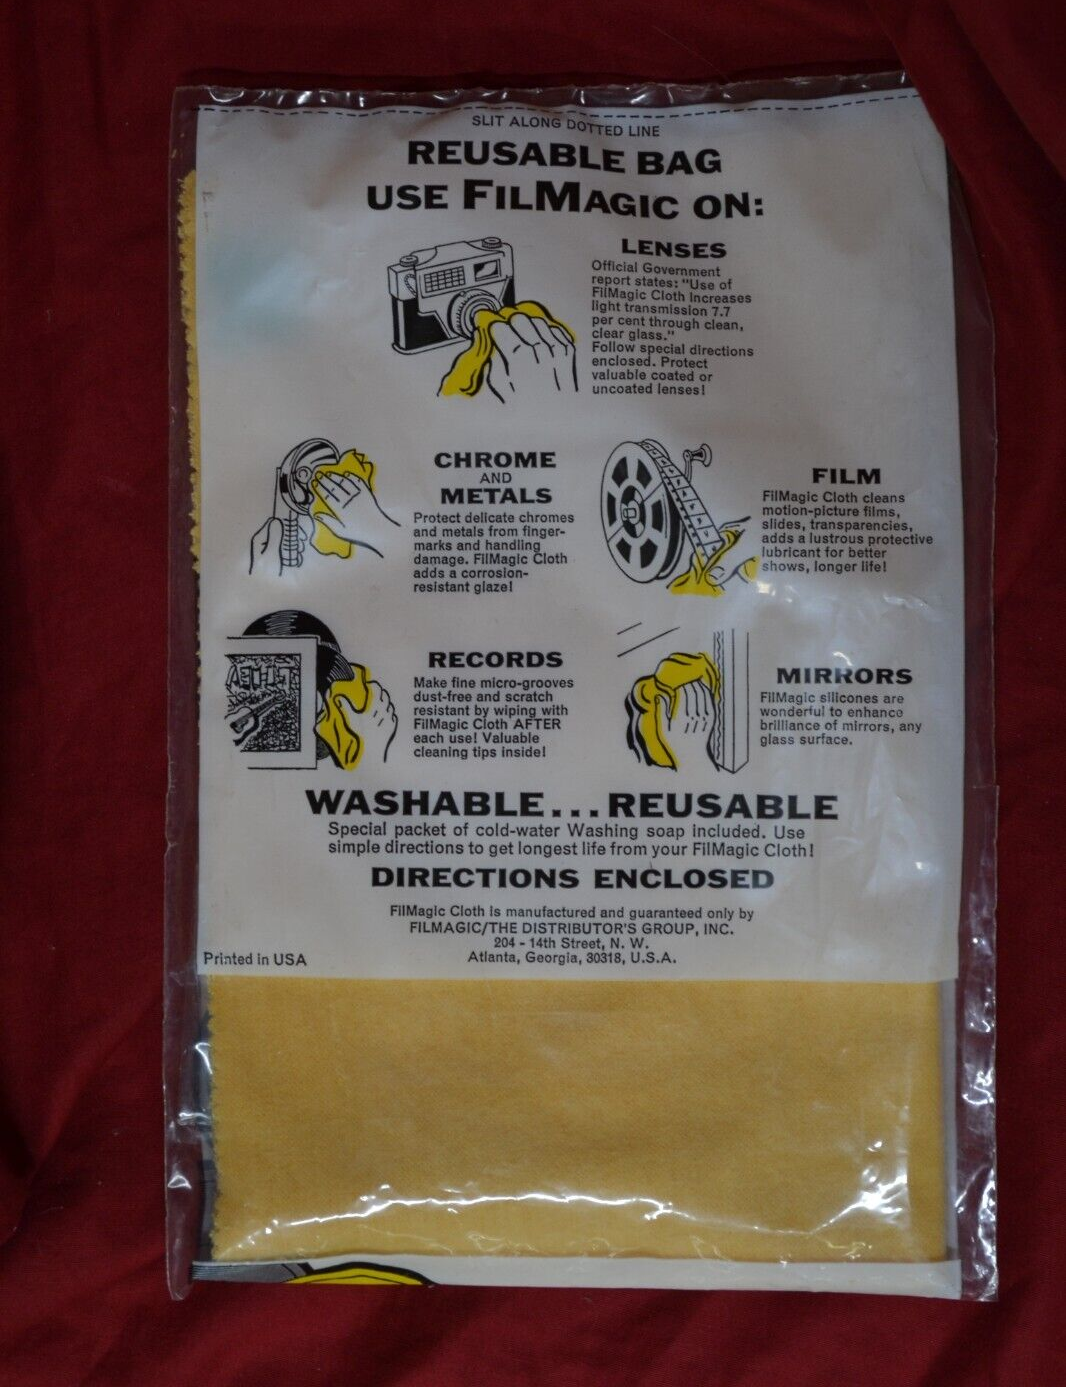 SLIT ALONG DOTTED LINE
REUSABLE BAG
USE FILMAGIC ON:
LENSES
Official Government
report states: "Use of
FilMagic Cloth Increases
light transmission 7.7
per cent through clean,
clear glass."
Follow special directions
enclosed. Protect
valuable coated or
uncoated lenses!
CHROME
AND
METALS
Protect delicate chromes
and metals from finger-
marks and handling
damage. FilMagic Cloth
adds a corrosion-
resistant glaze!
FILM
FilMagic Cloth cleans
motion-picture films,
slides, transparencies,
adds a lustrous protective
lubricant for better
shows, longer life!
RECORDS
Make fine micro-grooves
dust-free and scratch
resistant by wiping with
FilMagic Cloth AFTER
each use! Valuable
cleaning tips inside!
MIRRORS
FilMagic silicones are
wonderful to enhance
brilliance of mirrors, any
glass surface.
WASHABLE...REUSABLE
Special packet of cold-water Washing soap included. Use
simple directions to get longest life from your FilMagic Cloth!
DIRECTIONS ENCLOSED
FilMagic Cloth is manufactured and guaranteed only by
FILMAGIC/THE DISTRIBUTOR'S GROUP, INC.
204 - 14th Street, N. W.
Atlanta, Georgia, 30318, U.S.A.
Printed in USA